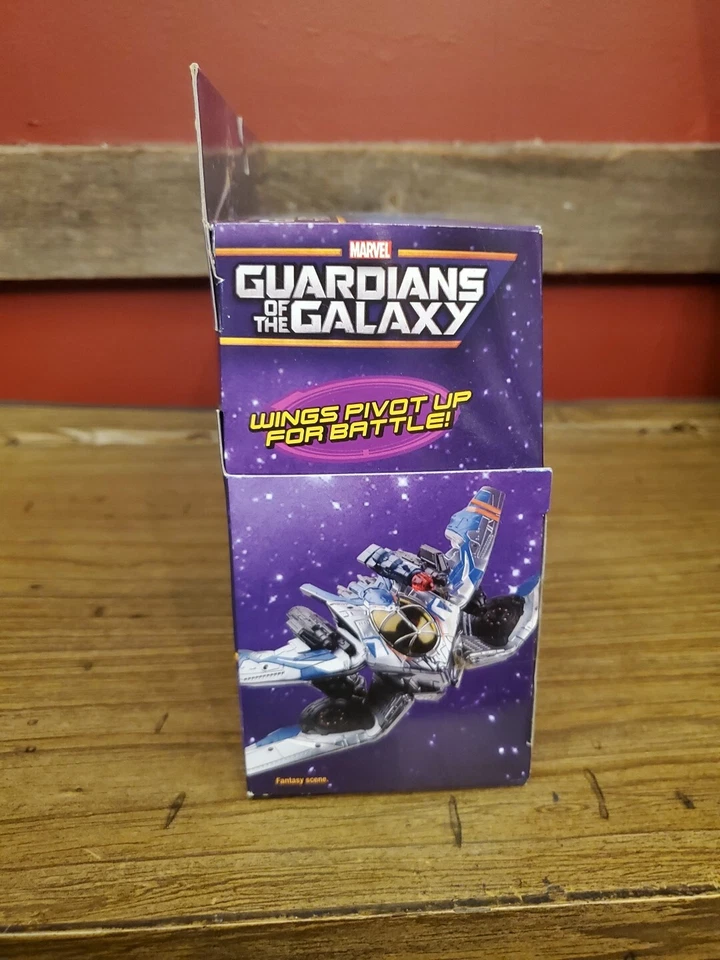 MARVEL
GUARDIANS
OF THE GALAXY
WINGS PIVOT UP
FOR BATTLE!
Fantasy scene.